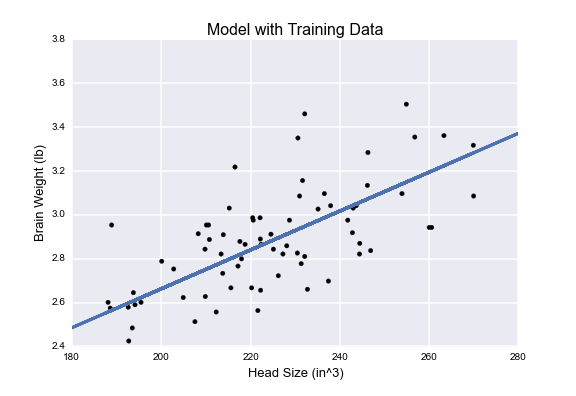 Model with Training Data
3.8
3.6
3.4
3.2
3.0
2.8
2.6
2.4
Brain Weight (lb)
180 200 220 240 260 280
Head Size (in^3)